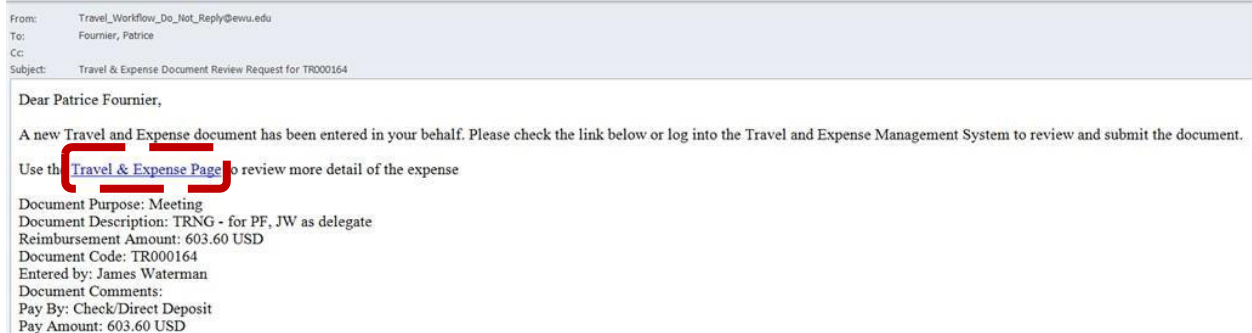 From: Travel_Workflow_Do_Not_Reply@ewu.edu
To: Fournier, Patrice
Cc:
Subject: Travel & Expense Document Review Request for TR000164
Dear Patrice Fournier,
A new Travel and Expense document has been entered in your behalf. Please check the link below or log into the Travel and Expense Management System to review and submit the document.
Use the Travel & Expense Page to review more detail of the expense
Document Purpose: Meeting
Document Description: TRNG - for PF, JW as delegate
Reimbursement Amount: 603.60 USD
Document Code: TR000164
Entered by: James Waterman
Document Comments:
Pay By: Check/Direct Deposit
Pay Amount: 603.60 USD